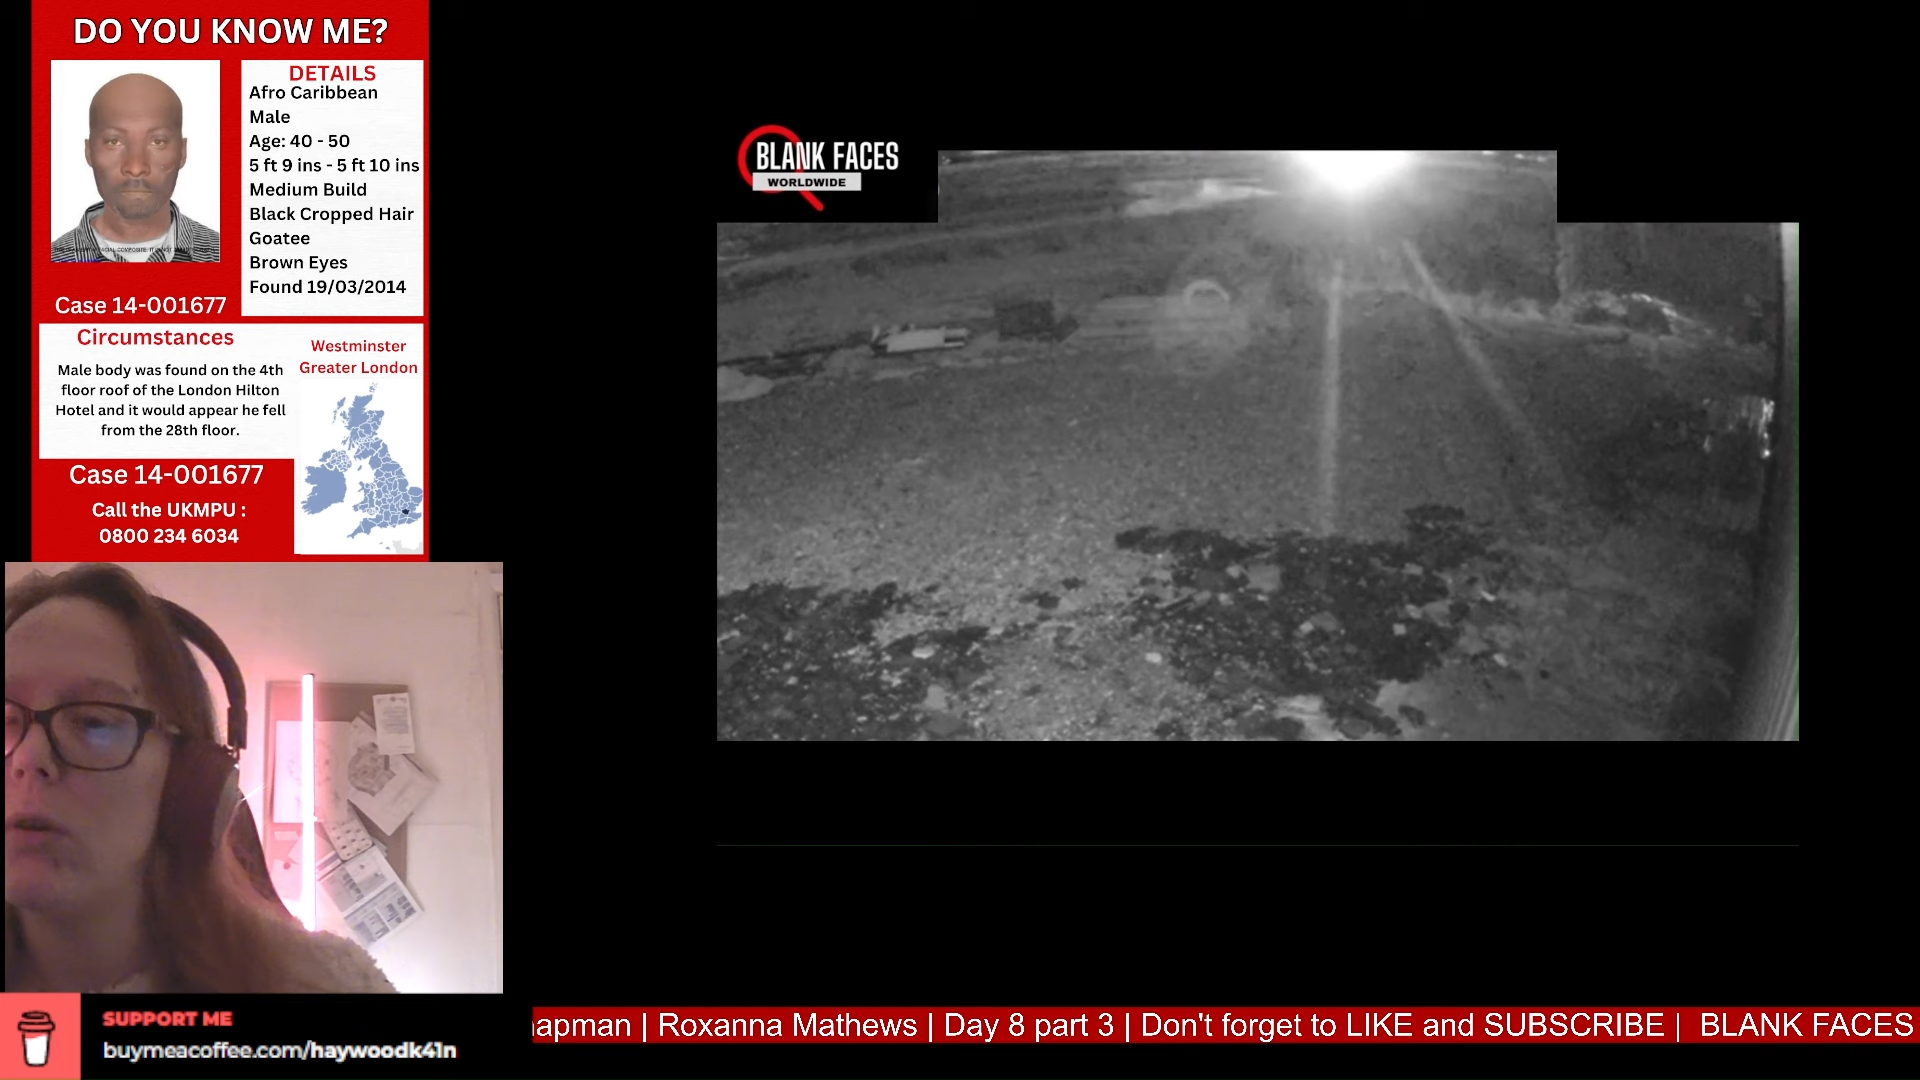 DO YOU KNOW ME?
DETAILS
Afro Caribbean
Male
Age: 40 - 50
5 ft 9 ins - 5 ft 10 ins
Medium Build
Black Cropped Hair
Goatee
Brown Eyes
Found 19/03/2014
Case 14-001677
Circumstances
Male body was found on the 4th
floor roof of the London Hilton
Hotel and it would appear he fell
from the 28th floor.
Westminster
Greater London
Case 14-001677
Call the UKMPU :
0800 234 6034
BLANK FACES
WORLDWIDE
SUPPORT ME
buymeacoffee.com/haywoodk41n
apman | Roxanna Mathews | Day 8 part 3 | Don't forget to LIKE and SUBSCRIBE | BLANK FACES